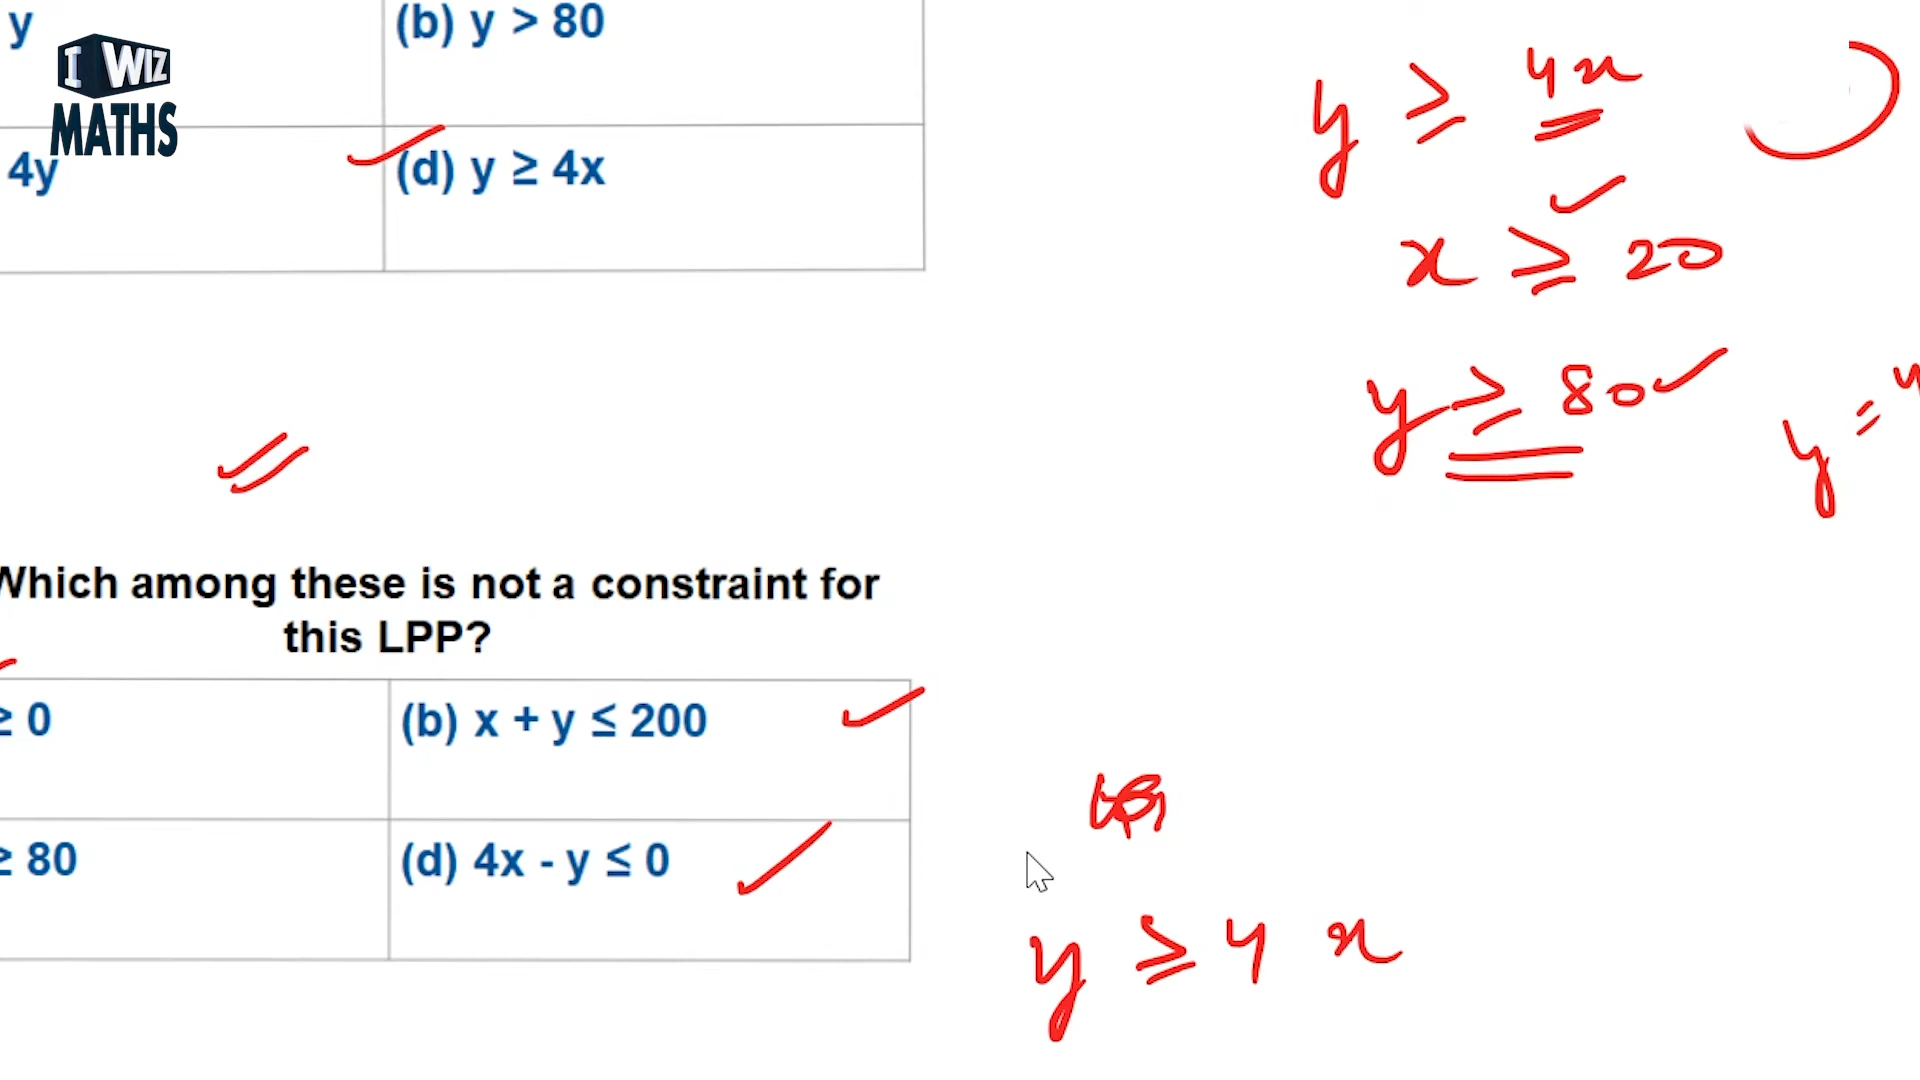 y
(b) y > 80
I WIZ
MATHS
4y
(d) y ≥ 4x
y ≥ 4x
x ≥ 20
y ≥ 80
y =
Which among these is not a constraint for
this LPP?
≥ 0
(b) x + y ≤ 200
≥ 80
(d) 4x - y ≤ 0
y ≥ 4 x